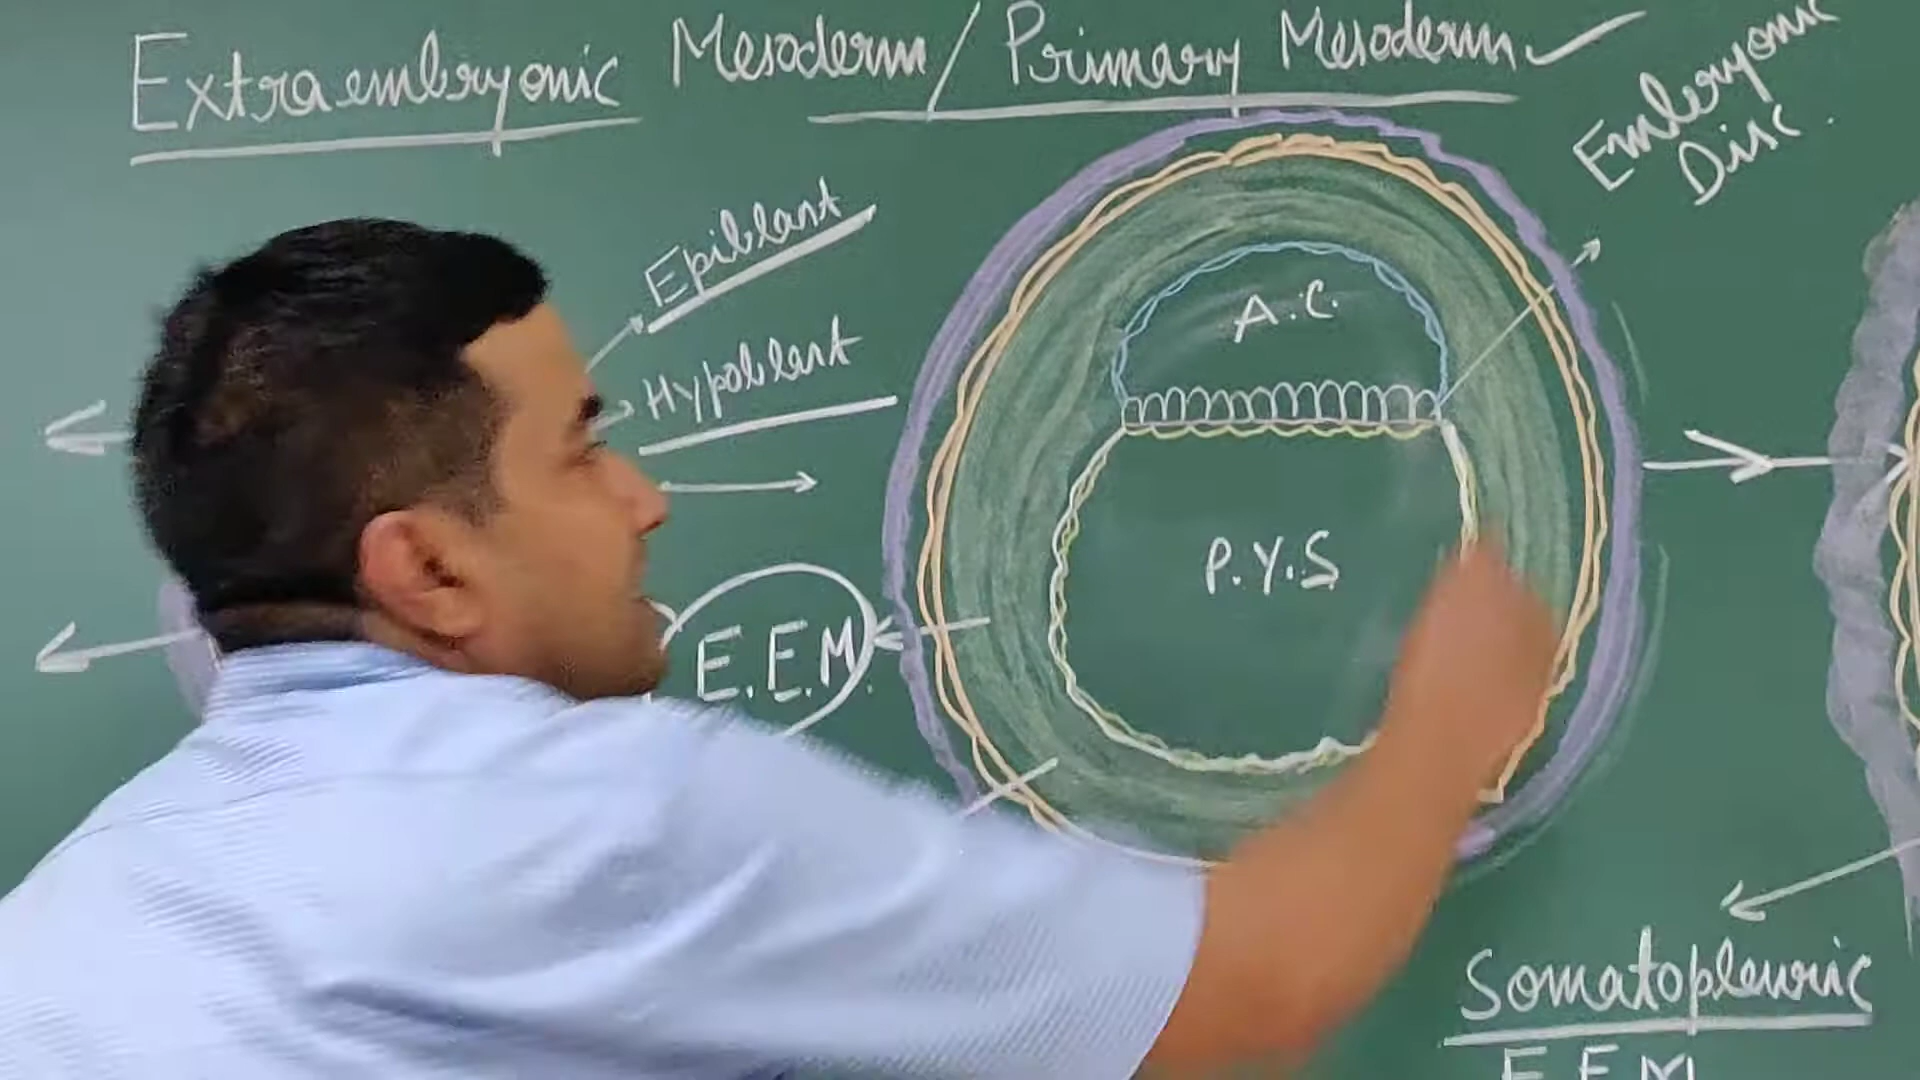 Extraembryonic Mesoderm / Primary Mesoderm
Embryonic
Disc.
Epiblast
Hypoblast
A.C.
P.Y.S
E.E.M.
Somatopleuric
E.E.M